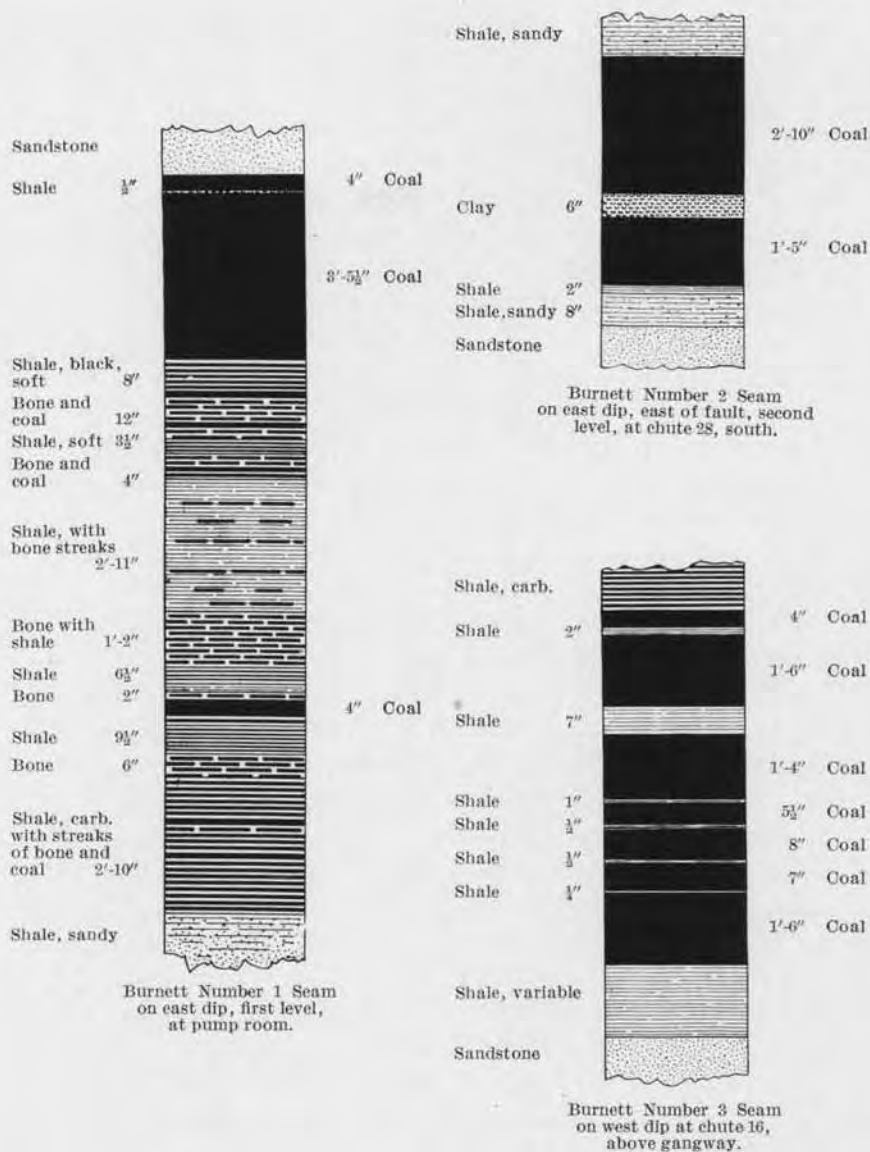 Sandstone
Shale ½″
4″ Coal
3′-5½″ Coal
Shale, black,
soft 8″
Bone and
coal 12″
Shale, soft 3½″
Bone and
coal 4″
Shale, with
bone streaks
2′-11″
Bone with
shale 1′-2″
Shale 6½″
Bone 2″
4″ Coal
Shale 9½″
Bone 6″
Shale, carb.
with streaks
of bone and
coal 2′-10″
Shale, sandy
Burnett Number 1 Seam
on east dip, first level,
at pump room.
Shale, sandy
2′-10″ Coal
Clay 6″
1′-5″ Coal
Shale 2″
Shale, sandy 8″
Sandstone
Burnett Number 2 Seam
on east dip, east of fault, second
level, at chute 28, south.
Shale, carb.
4″ Coal
Shale 2″
1′-6″ Coal
Shale 7″
1′-4″ Coal
Shale 1″
5½″ Coal
Shale ½″
8″ Coal
Shale ½″
7″ Coal
Shale ¼″
1′-6″ Coal
Shale, variable
Sandstone
Burnett Number 3 Seam
on west dip at chute 16,
above gangway.